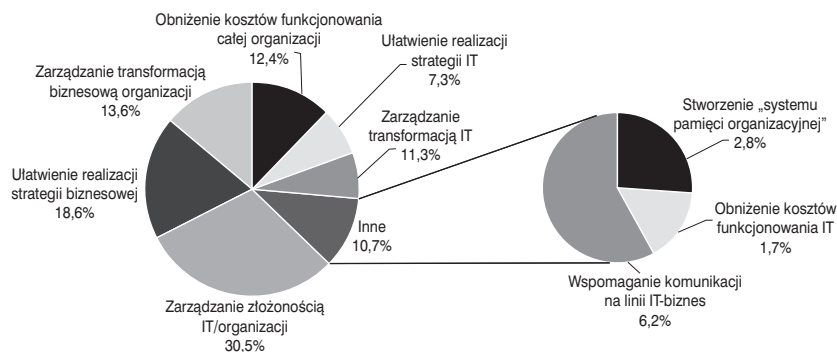 Obniżenie kosztów funkcjonowania
całej organizacji
12,4%
Ułatwienie realizacji
strategii IT
7,3%
Zarządzanie
transformacją IT
11,3%
Inne
10,7%
Zarządzanie złożonością
IT/organizacji
30,5%
Ułatwienie realizacji
strategii biznesowej
18,6%
Zarządzanie transformacją
biznesową organizacji
13,6%
Stworzenie „systemu
pamięci organizacyjnej”
2,8%
Obniżenie kosztów
funkcjonowania IT
1,7%
Wspomaganie komunikacji
na linii IT-biznes
6,2%